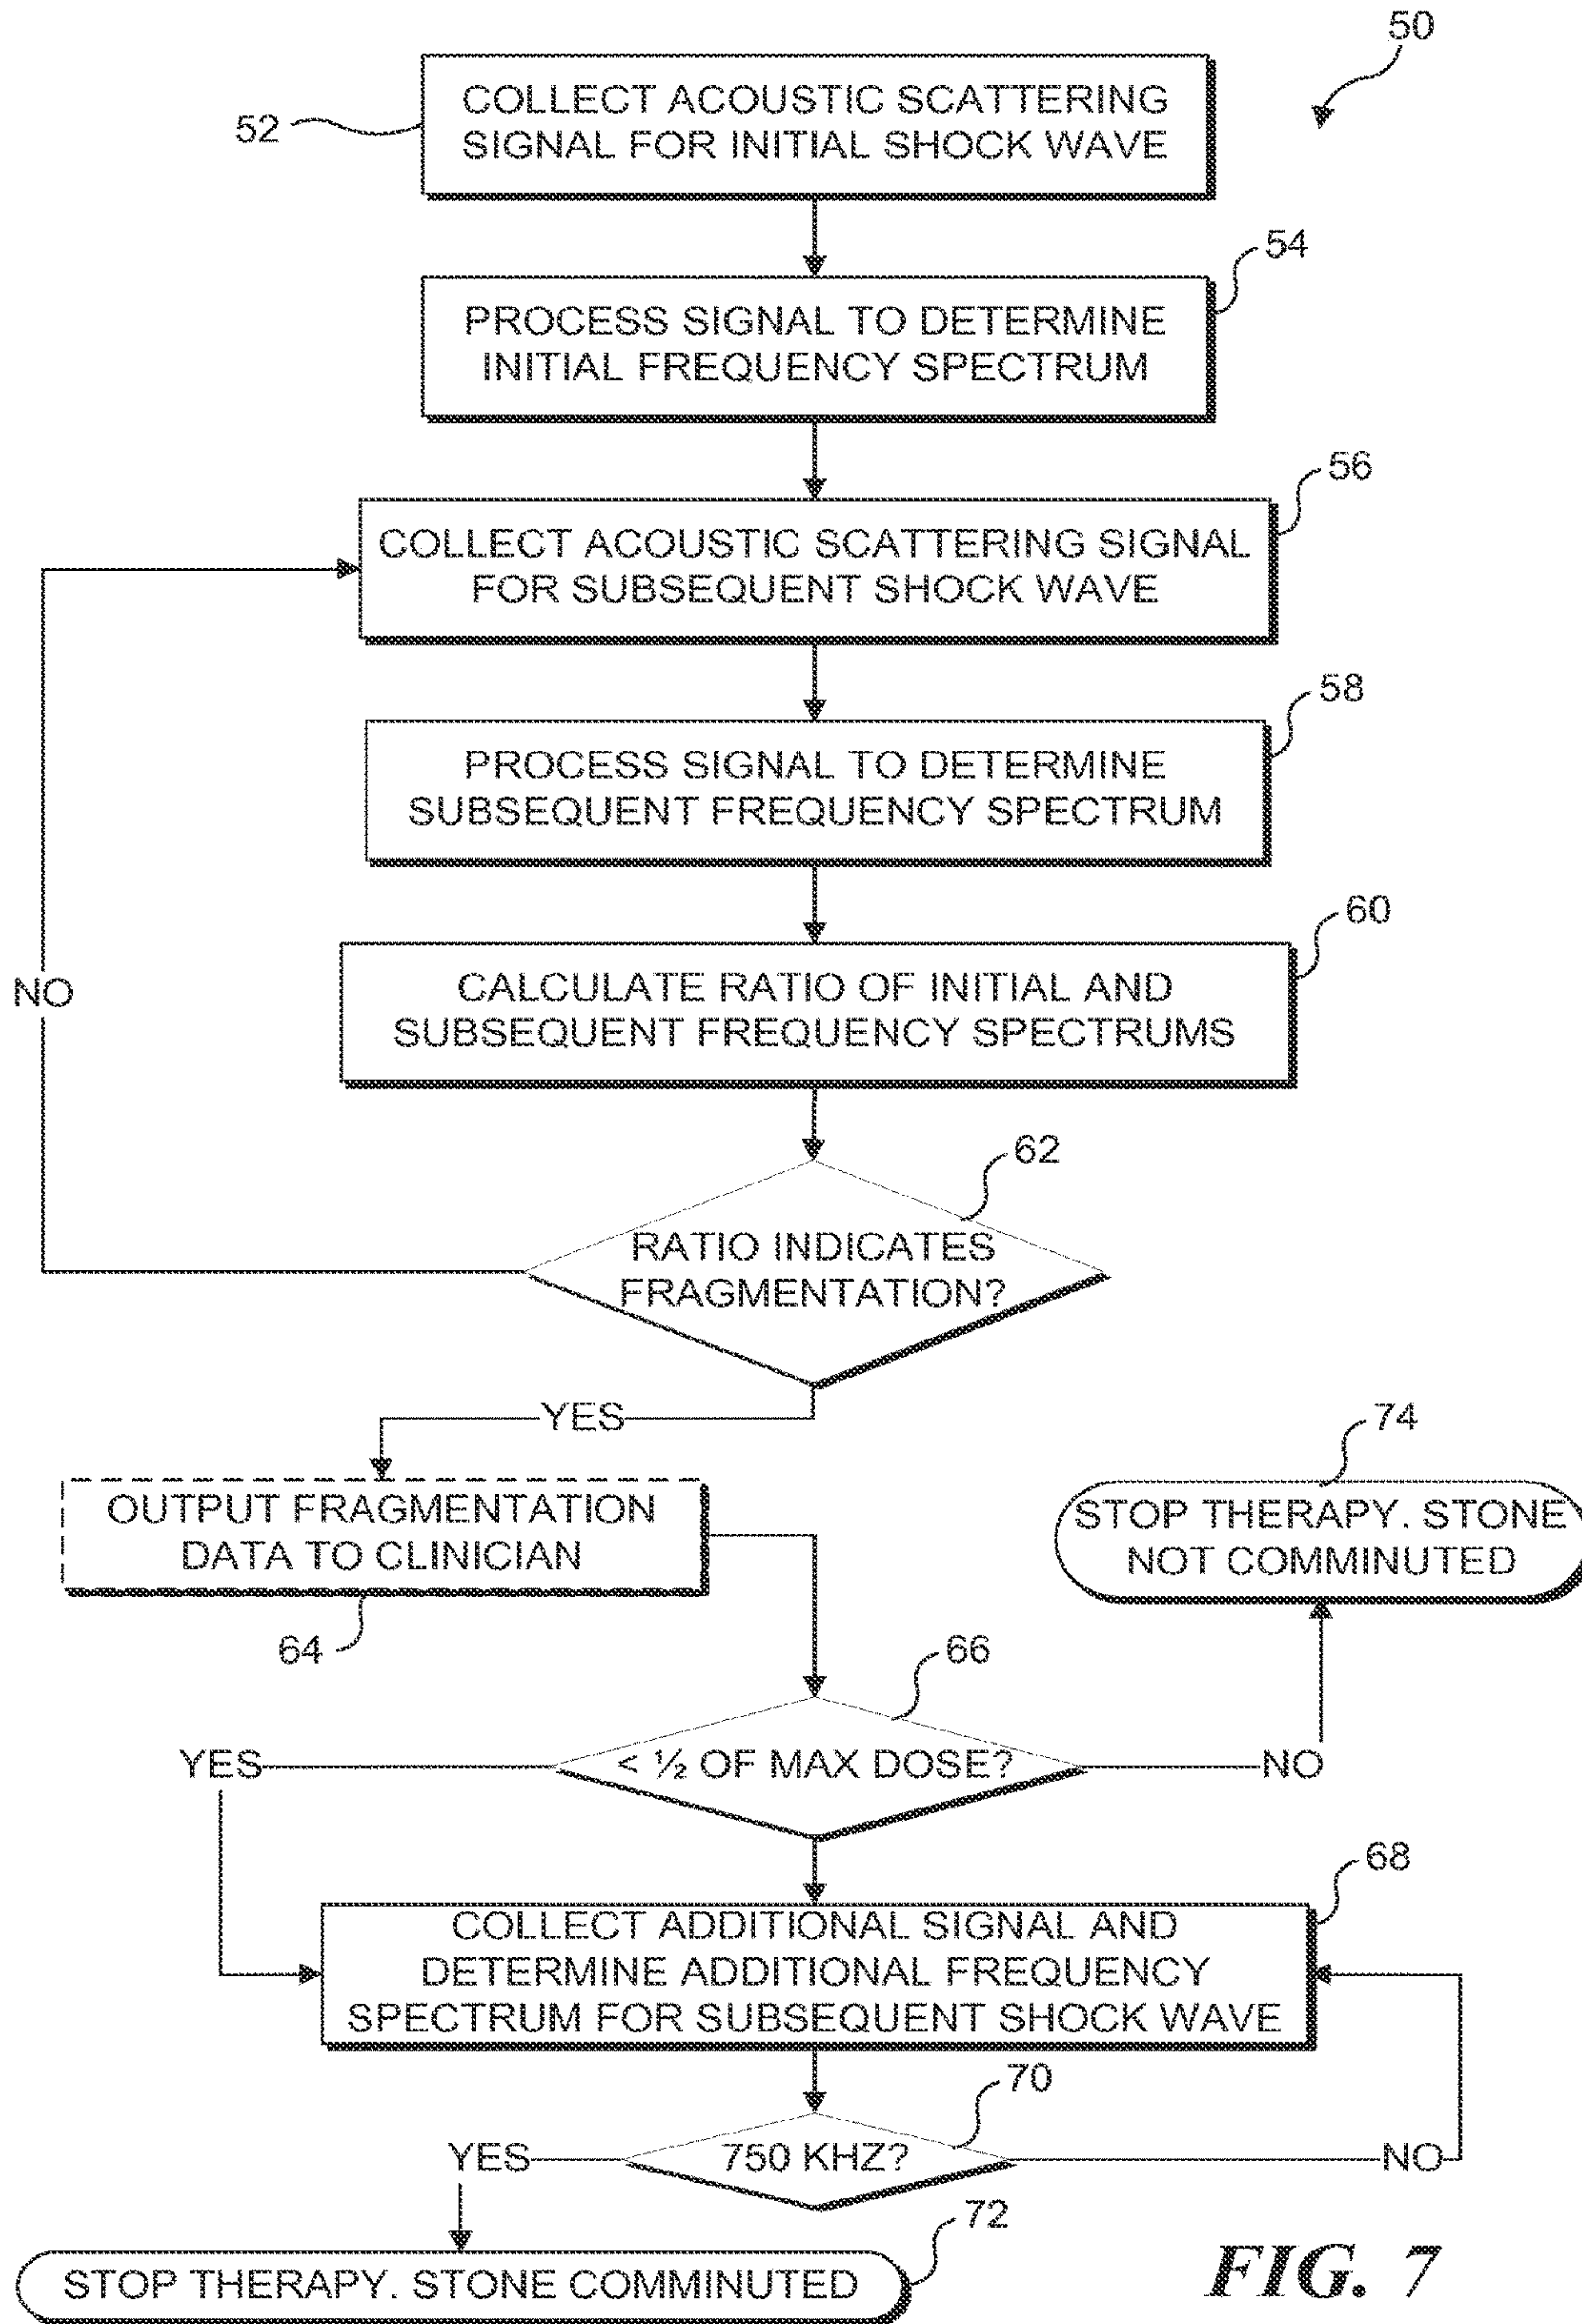 50
COLLECT ACOUSTIC SCATTERING
SIGNAL FOR INITIAL SHOCK WAVE
52
54
PROCESS SIGNAL TO DETERMINE
INITIAL FREQUENCY SPECTRUM
56
COLLECT ACOUSTIC SCATTERING SIGNAL
FOR SUBSEQUENT SHOCK WAVE
58
PROCESS SIGNAL TO DETERMINE
SUBSEQUENT FREQUENCY SPECTRUM
60
CALCULATE RATIO OF INITIAL AND
SUBSEQUENT FREQUENCY SPECTRUMS
NO
62
RATIO INDICATES
FRAGMENTATION?
YES
74
OUTPUT FRAGMENTATION
DATA TO CLINICIAN
STOP THERAPY. STONE
NOT COMMINUTED
64
66
YES
< ½ OF MAX DOSE?
NO
68
COLLECT ADDITIONAL SIGNAL AND
DETERMINE ADDITIONAL FREQUENCY
SPECTRUM FOR SUBSEQUENT SHOCK WAVE
70
YES
750 KHZ?
NO
72
STOP THERAPY. STONE COMMINUTED
FIG. 7